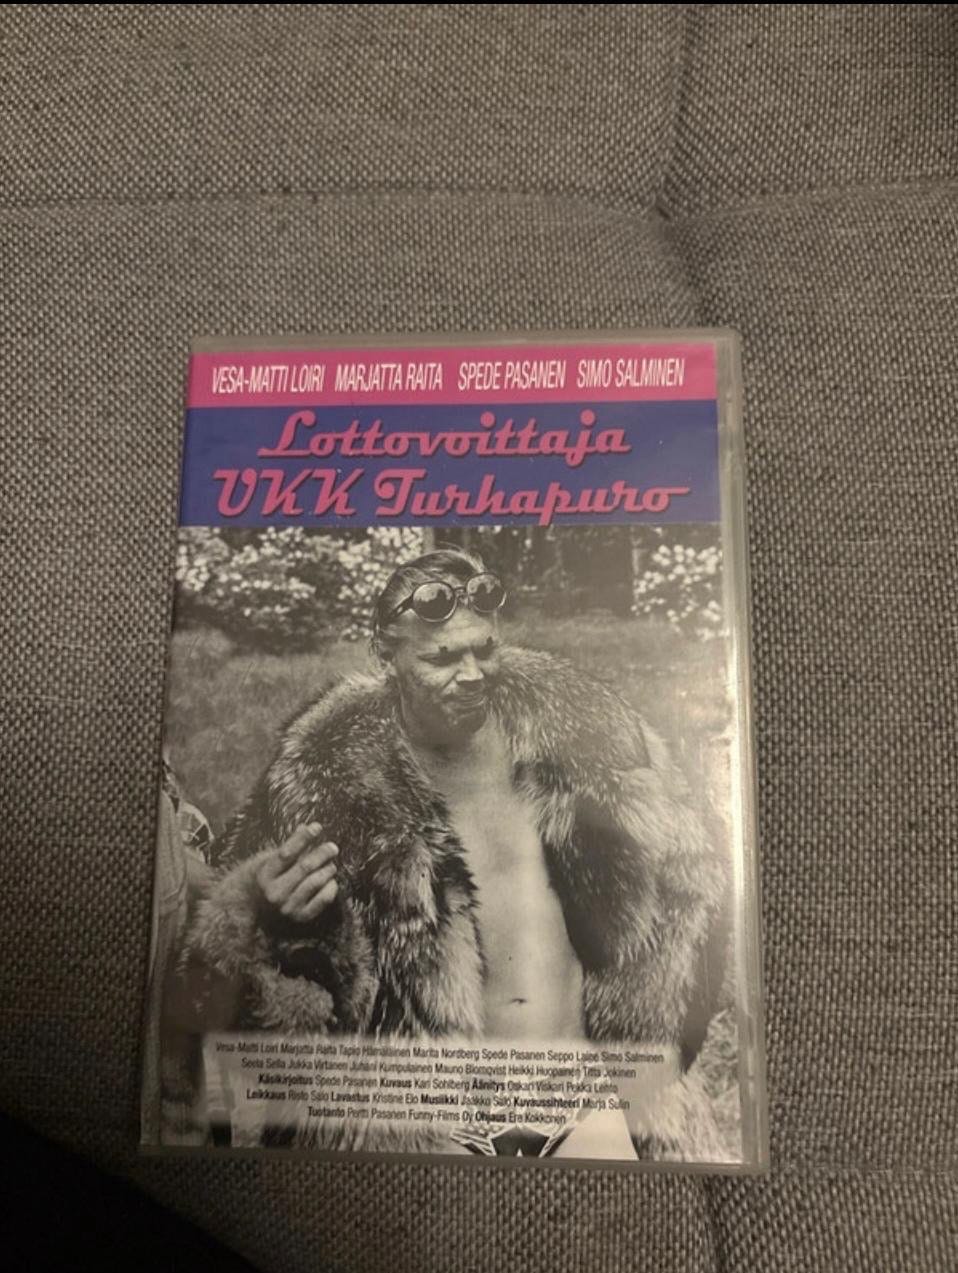 VESA-MATTI LOIRI MARJATTA RAITA SPEDE PASANEN SIMO SALMINEN
Lottovoittaja
UKK Turhapuro
Vesa-Matti Loiri Marjatta Raita Tapio Hämäläinen Marita Nordberg Spede Pasanen Seppo Laine Simo Salminen
Seela Sella Jukka Virtanen Juhani Kumpulainen Mauno Blomqvist Heikki Huopainen Titta Jokinen
Käsikirjoitus Spede Pasanen Kuvaus Kari Sohlberg Äänitys Oskari Viskari Pekka Lehto
Leikkaus Risto Salo Lavastus Kristine Elo Musiikki Jaakko Salo Kuvaussihteeri Marja Sulin
Tuotanto Pertti Pasanen Funny-Films Oy Ohjaus Ere Kokkonen